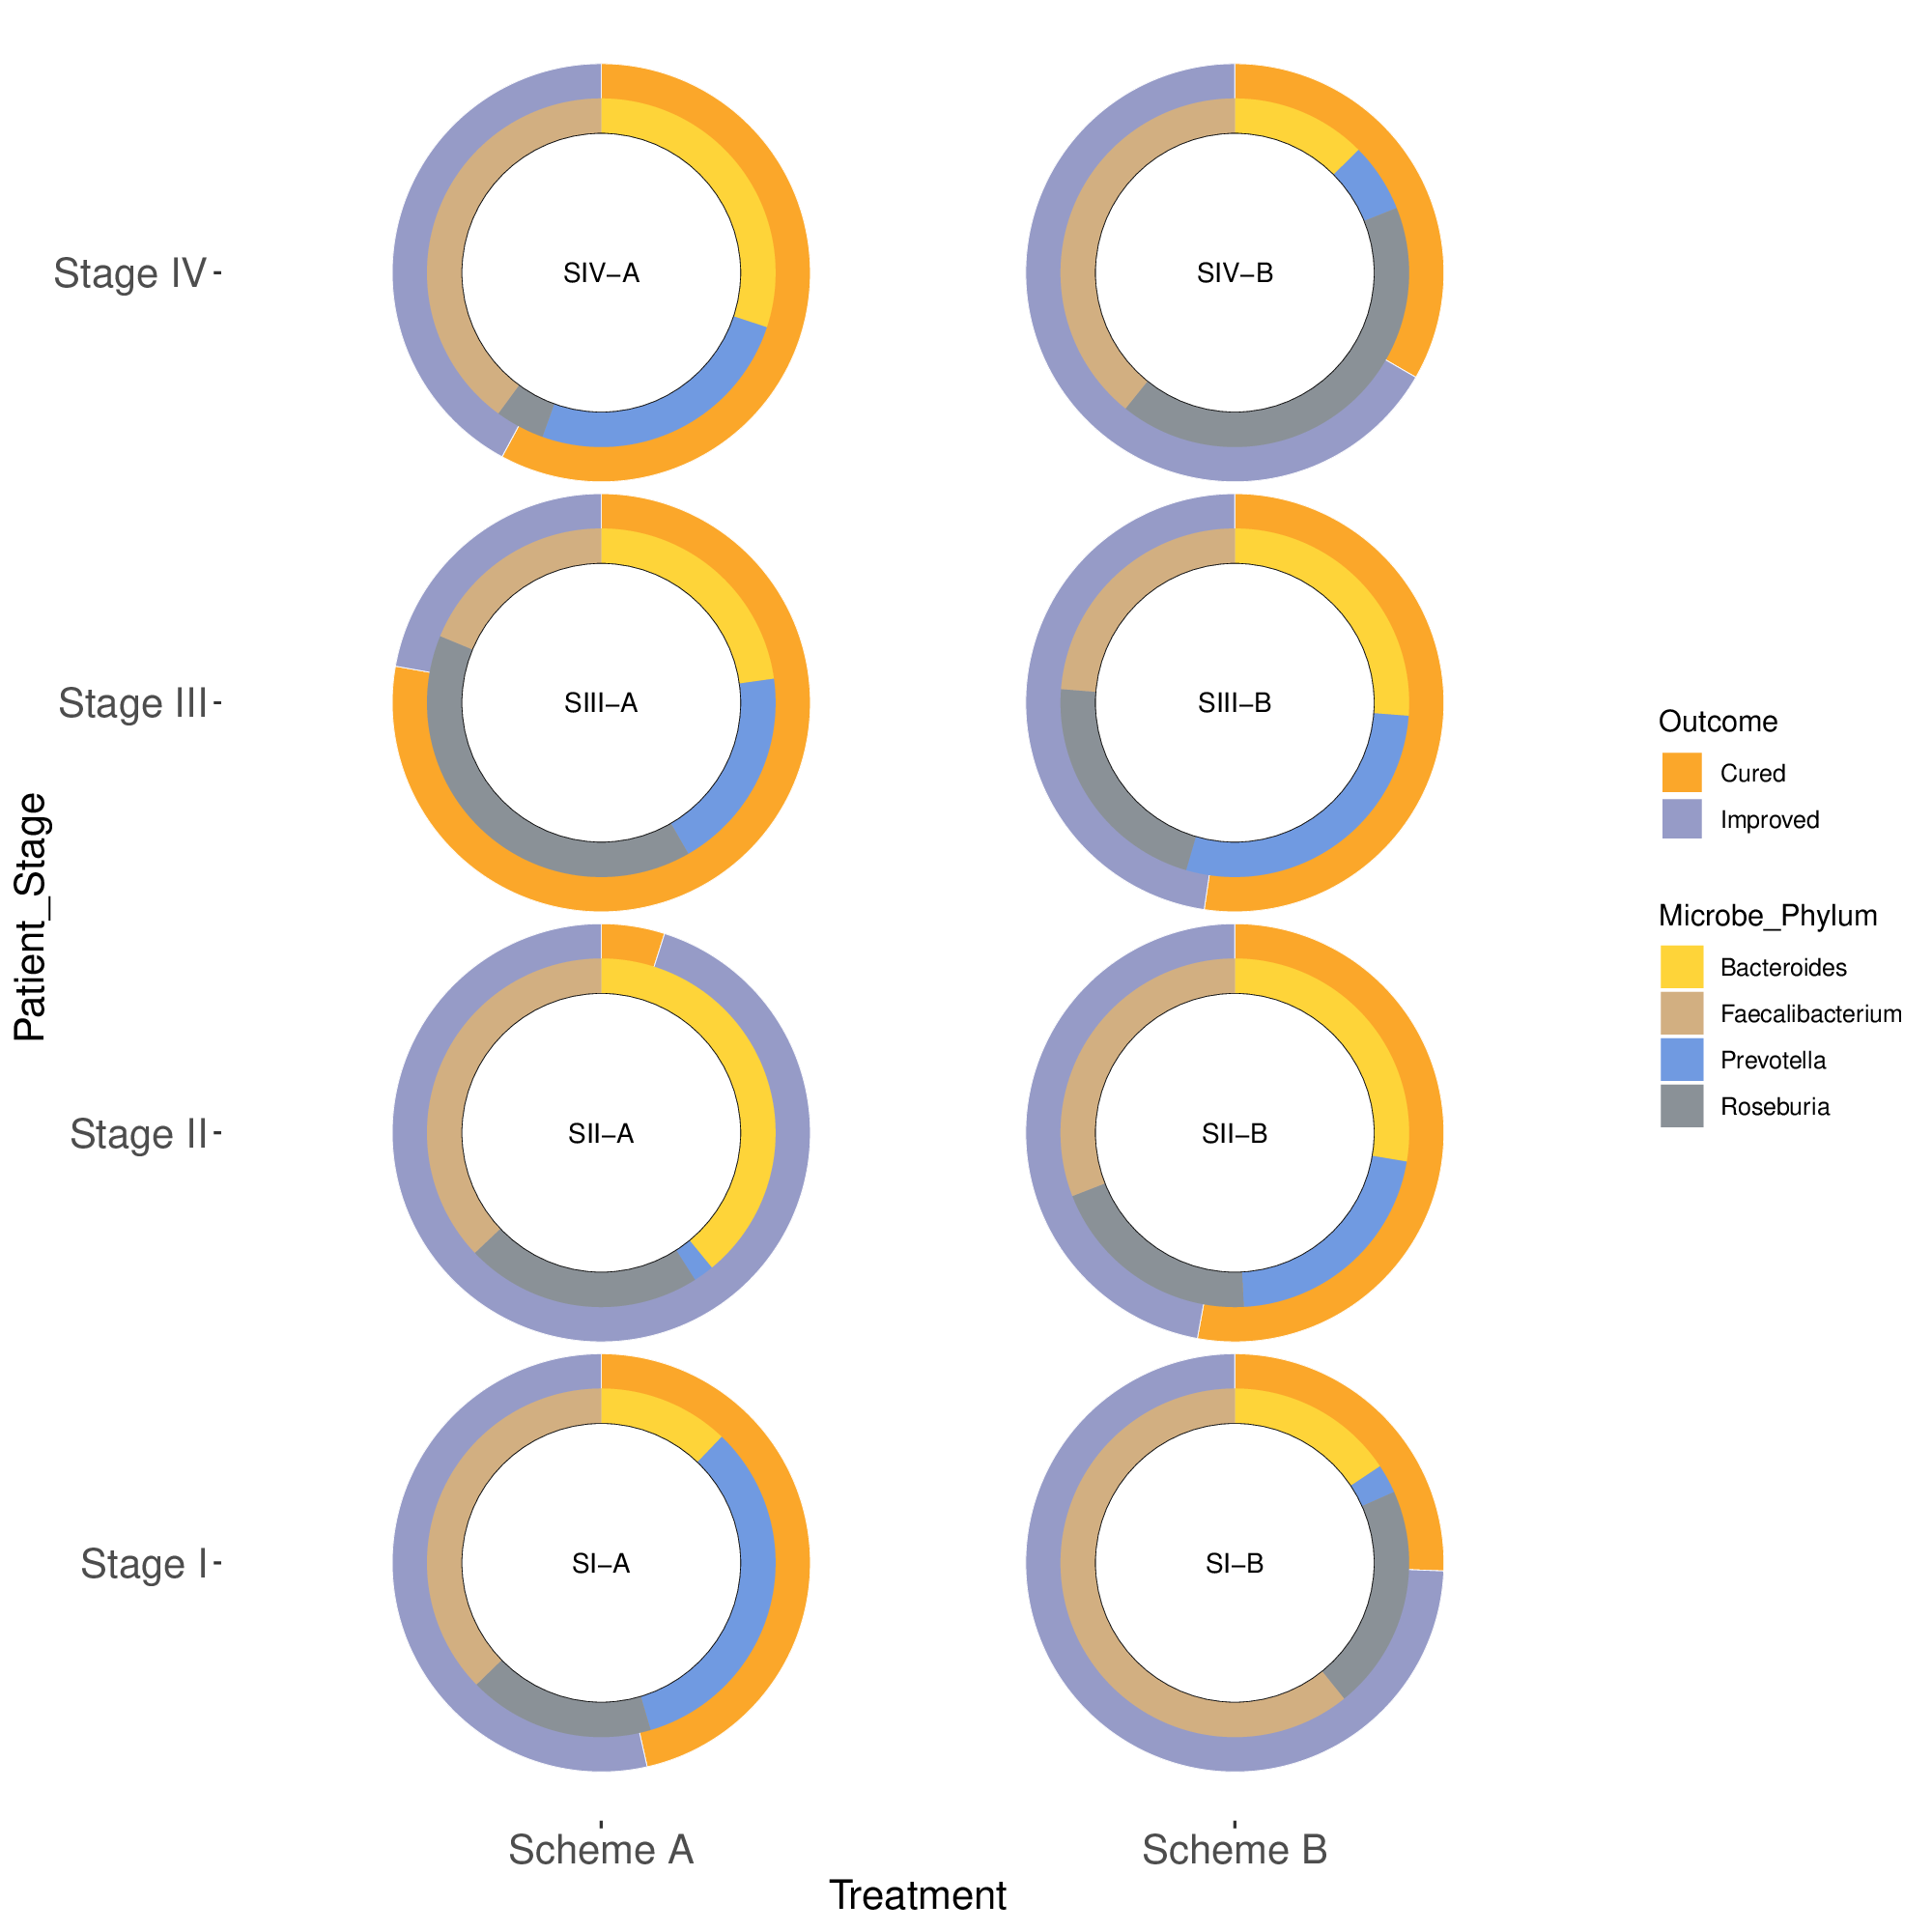 Patient_Stage
Stage IV
SIV–A
SIV–B
Stage III
SIII–A
SIII–B
Stage II
SII–A
SII–B
Stage I
SI–A
SI–B
Scheme A
Scheme B
Treatment
Outcome
Cured
Improved
Microbe_Phylum
Bacteroides
Faecalibacterium
Prevotella
Roseburia